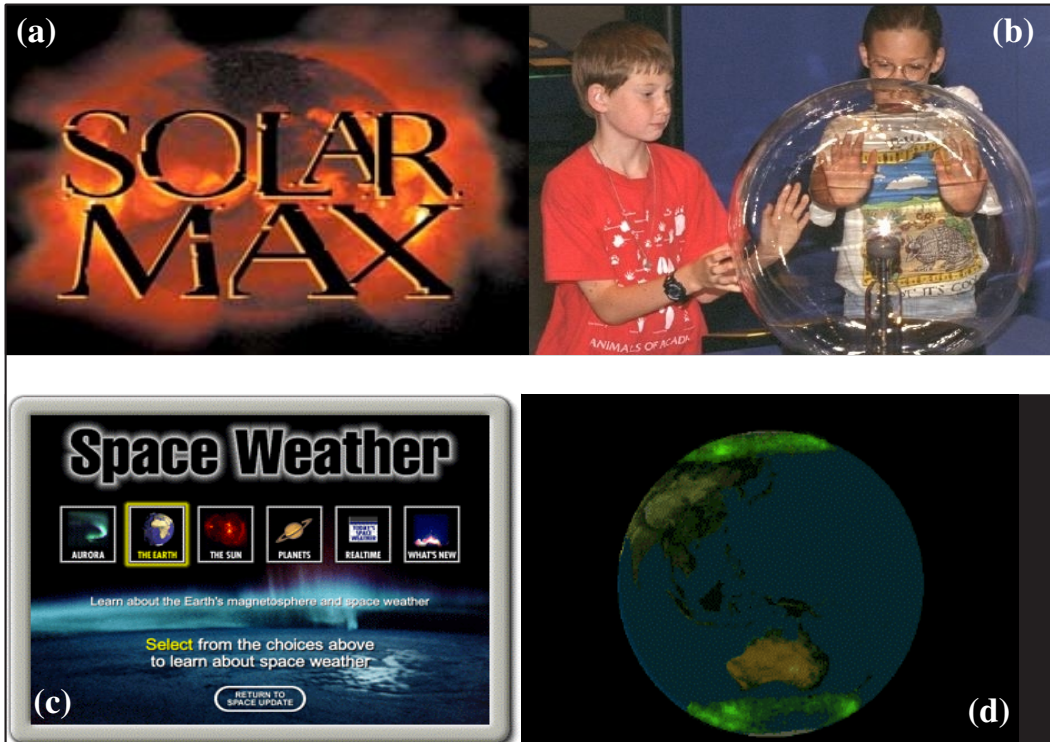 (a)
SOLAR
MAX
(b)
ANIMALS OF ACADI
(c)
Space Weather
AURORA
THE EARTH
THE SUN
PLANETS
TODAY'S
SPACE
WEATHER
REALTIME
WHAT'S NEW
Learn about the Earth's magnetosphere and space weather
Select from the choices above
to learn about space weather
RETURN TO
SPACE UPDATE
(d)